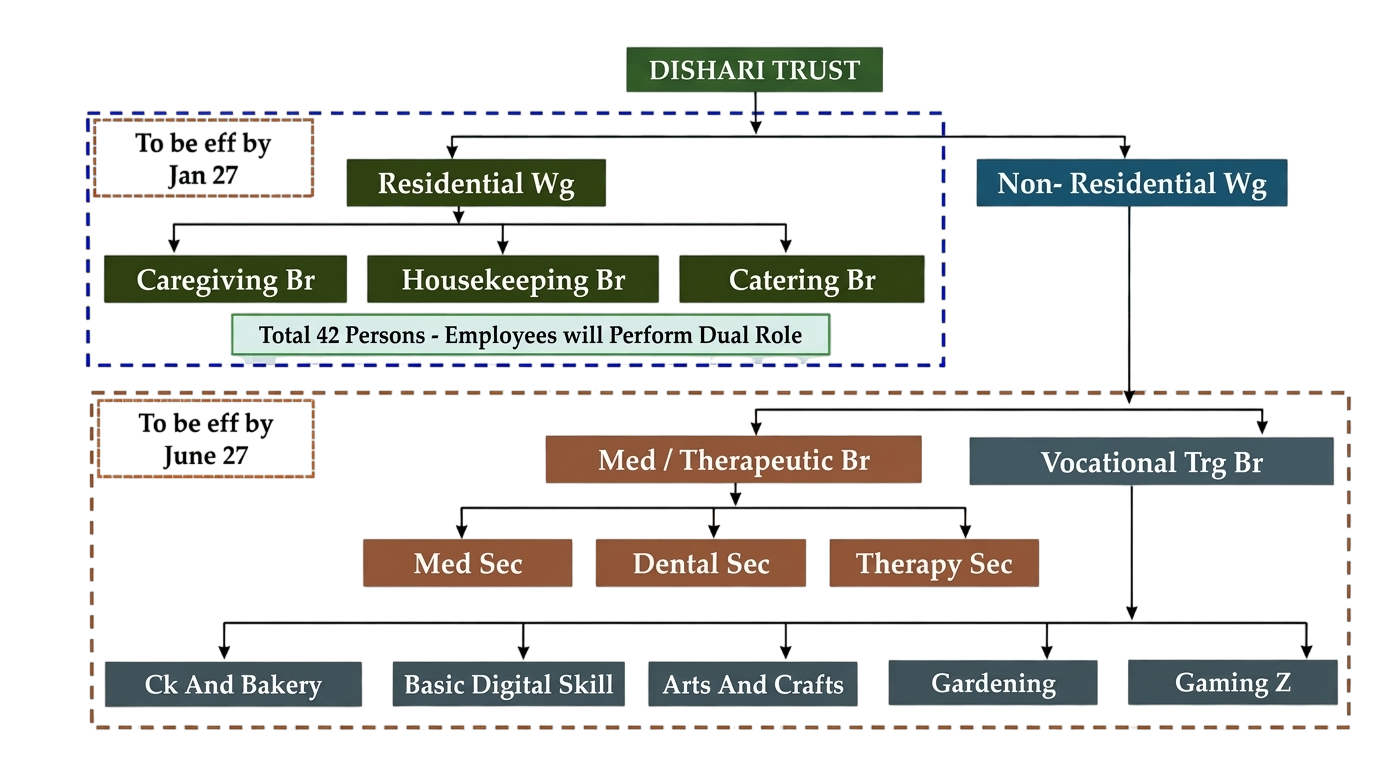 DISHARI TRUST
To be eff by
Jan 27
Residential Wg
Non- Residential Wg
Caregiving Br
Housekeeping Br
Catering Br
Total 42 Persons - Employees will Perform Dual Role
To be eff by
June 27
Med / Therapeutic Br
Vocational Trg Br
Med Sec
Dental Sec
Therapy Sec
Ck And Bakery
Basic Digital Skill
Arts And Crafts
Gardening
Gaming Z